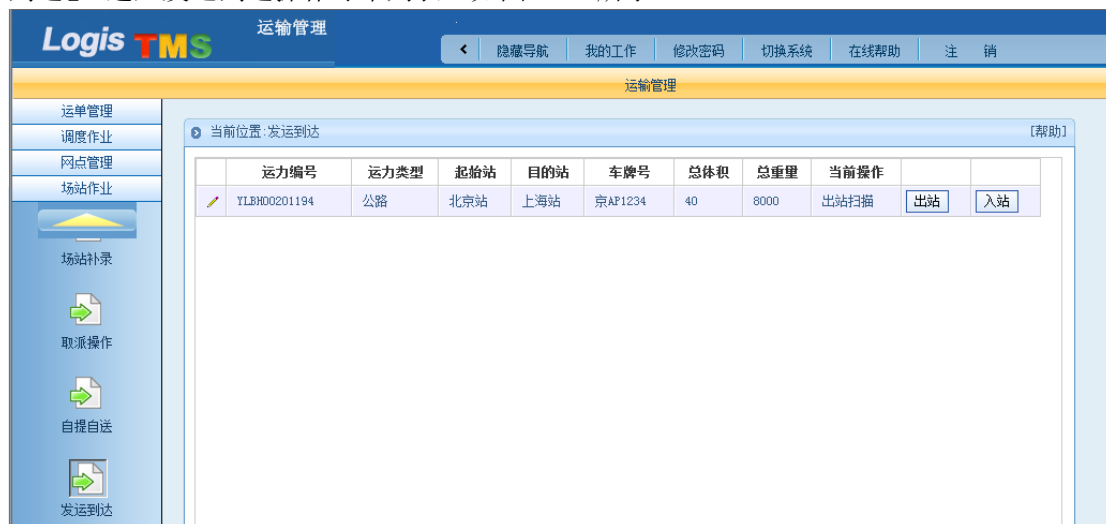 Logis TMS
运输管理
隐藏导航 我的工作 修改密码 切换系统 在线帮助 注 销
运输管理
运单管理
调度作业
网点管理
场站作业
场站补录
取派操作
自提自送
发运到达
当前位置:发运到达 [帮助]
运力编号 运力类型 起始站 目的站 车牌号 总体积 总重量 当前操作
YLBH00201194 公路 北京站 上海站 京AP1234 40 8000 出站扫描 出站 入站